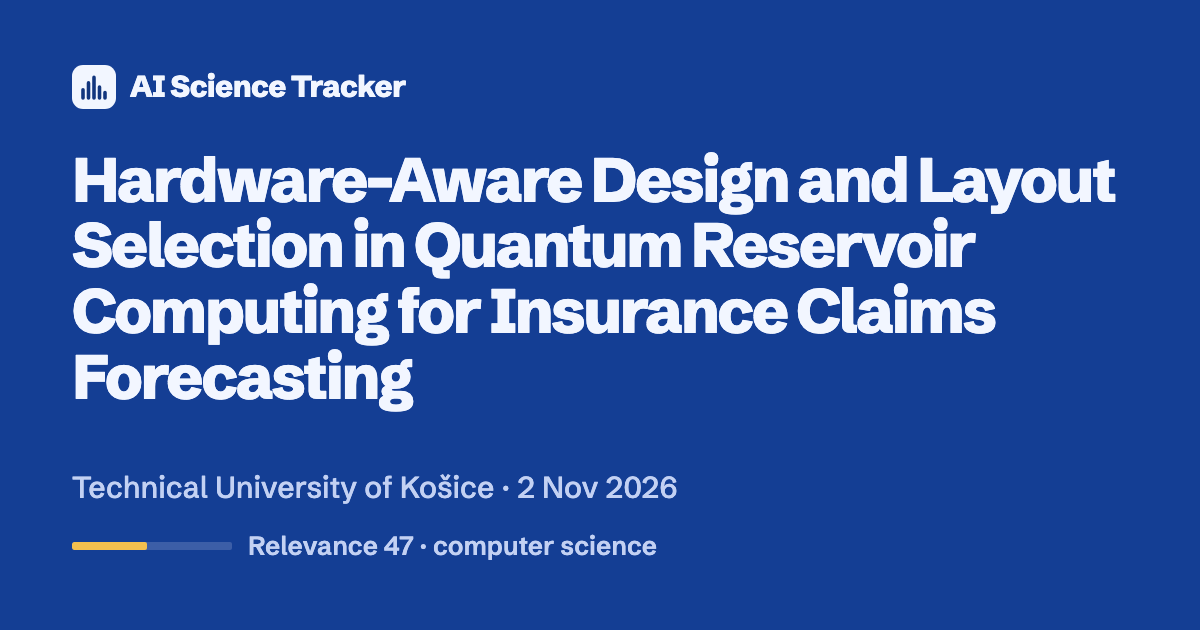 AI Science Tracker
Hardware-Aware Design and Layout
Selection in Quantum Reservoir
Computing for Insurance Claims
Forecasting
Technical University of Košice · 2 Nov 2026
Relevance 47 · computer science